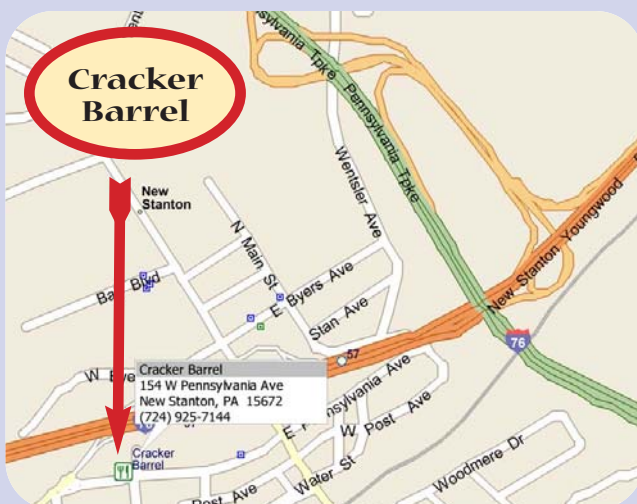 Cracker
Barrel
Pennsylvania Tpke
Pennsylvania Tpke
New
Stanton
Wentsler Ave
N Main St
E Byers Ave
Stan Ave
New Stanton Youngwood
76
57
Cracker Barrel
154 W Pennsylvania Ave
New Stanton, PA 15672
(724) 925-7144
E Pennsylvania Ave
W Post Ave
Cracker
Barrel
Water St
Post Ave
Woodmere Dr